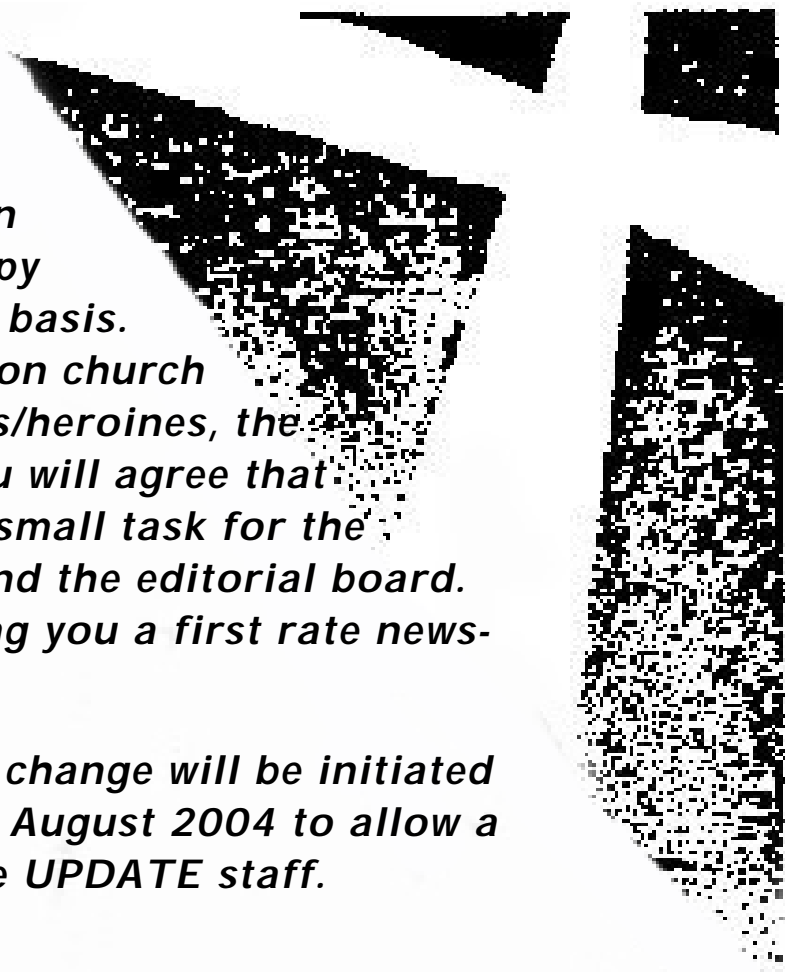 n
py
basis.
on church
s/heroines, the
u will agree that
small task for the
nd the editorial board.
ng you a first rate news-
change will be initiated
August 2004 to allow a
e UPDATE staff.